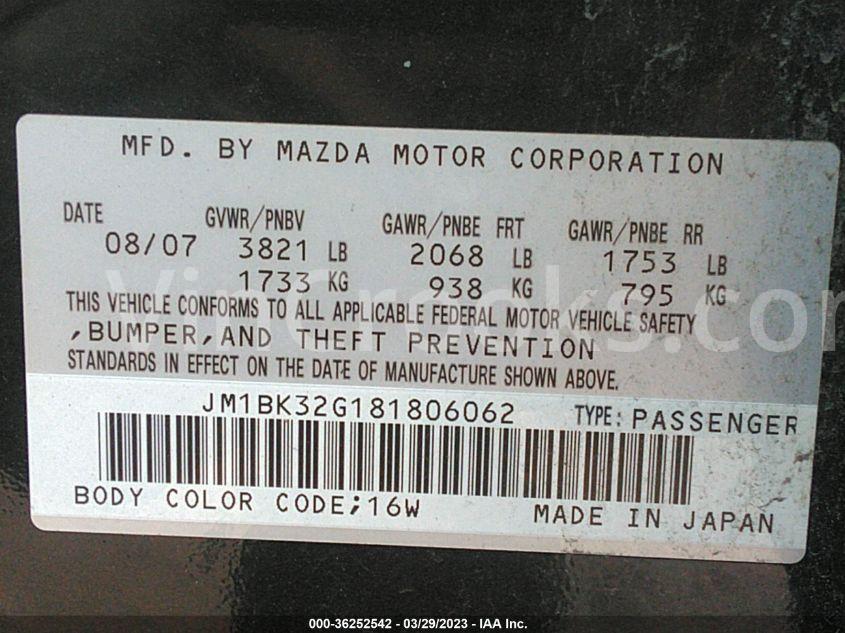 MFD. BY MAZDA MOTOR CORPORATION
DATE GVWR/PNBV GAWR/PNBE FRT GAWR/PNBE RR
08/07 3821 LB 2068 LB 1753 LB
1733 KG 938 KG 795 KG
THIS VEHICLE CONFORMS TO ALL APPLICABLE FEDERAL MOTOR VEHICLE SAFETY
,BUMPER,AND THEFT PREVENTION
STANDARDS IN EFFECT ON THE DATE OF MANUFACTURE SHOWN ABOVE.
JM1BK32G181806062 TYPE: PASSENGER
BODY COLOR CODE;16W MADE IN JAPAN
000-36252542 - 03/29/2023 - IAA Inc.